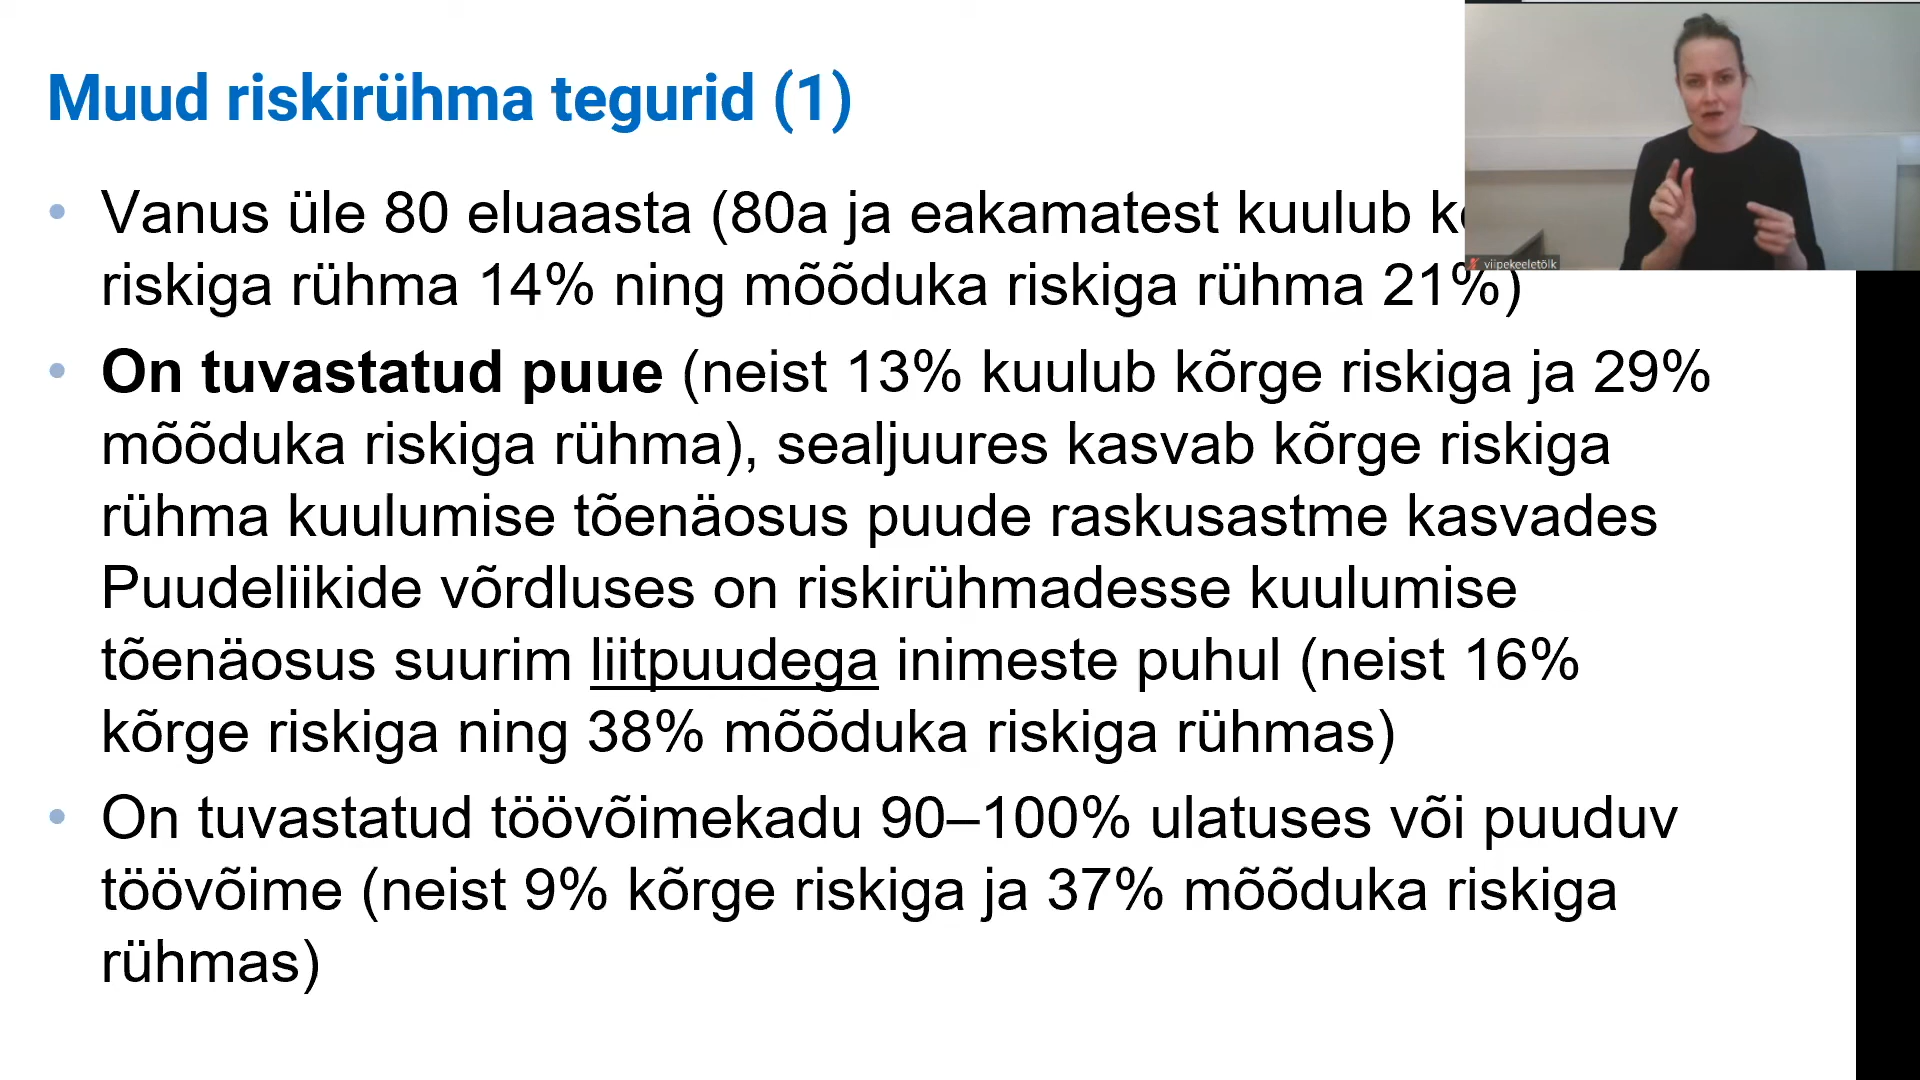 Muud riskirühma tegurid (1)
Vanus üle 80 eluaasta (80a ja eakamatest kuulub
riskiga rühma 14% ning mõõduka riskiga rühma 21%)
On tuvastatud puue (neist 13% kuulub kõrge riskiga ja 29%
mõõduka riskiga rühma), sealjuures kasvab kõrge riskiga
rühma kuulumise tõenäosus puude raskusastme kasvades
Puudeliikide võrdluses on riskirühmadesse kuulumise
tõenäosus suurim liitpuudega inimeste puhul (neist 16%
kõrge riskiga ning 38% mõõduka riskiga rühmas)
On tuvastatud töövõimekadu 90–100% ulatuses või puuduv
töövõime (neist 9% kõrge riskiga ja 37% mõõduka riskiga
rühmas)
viipekeeletõlk